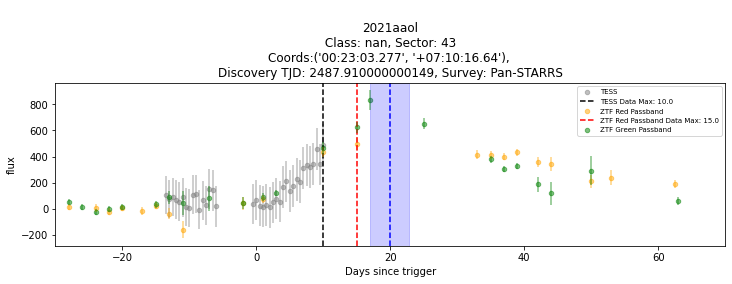 2021aaol
Class: nan, Sector: 43
Coords:('00:23:03.277', '+07:10:16.64'),
Discovery TJD: 2487.910000000149, Survey: Pan-STARRS
flux
800
600
400
200
0
−200
−20
0
20
40
60
Days since trigger
TESS
TESS Data Max: 10.0
ZTF Red Passband
ZTF Red Passband Data Max: 15.0
ZTF Green Passband